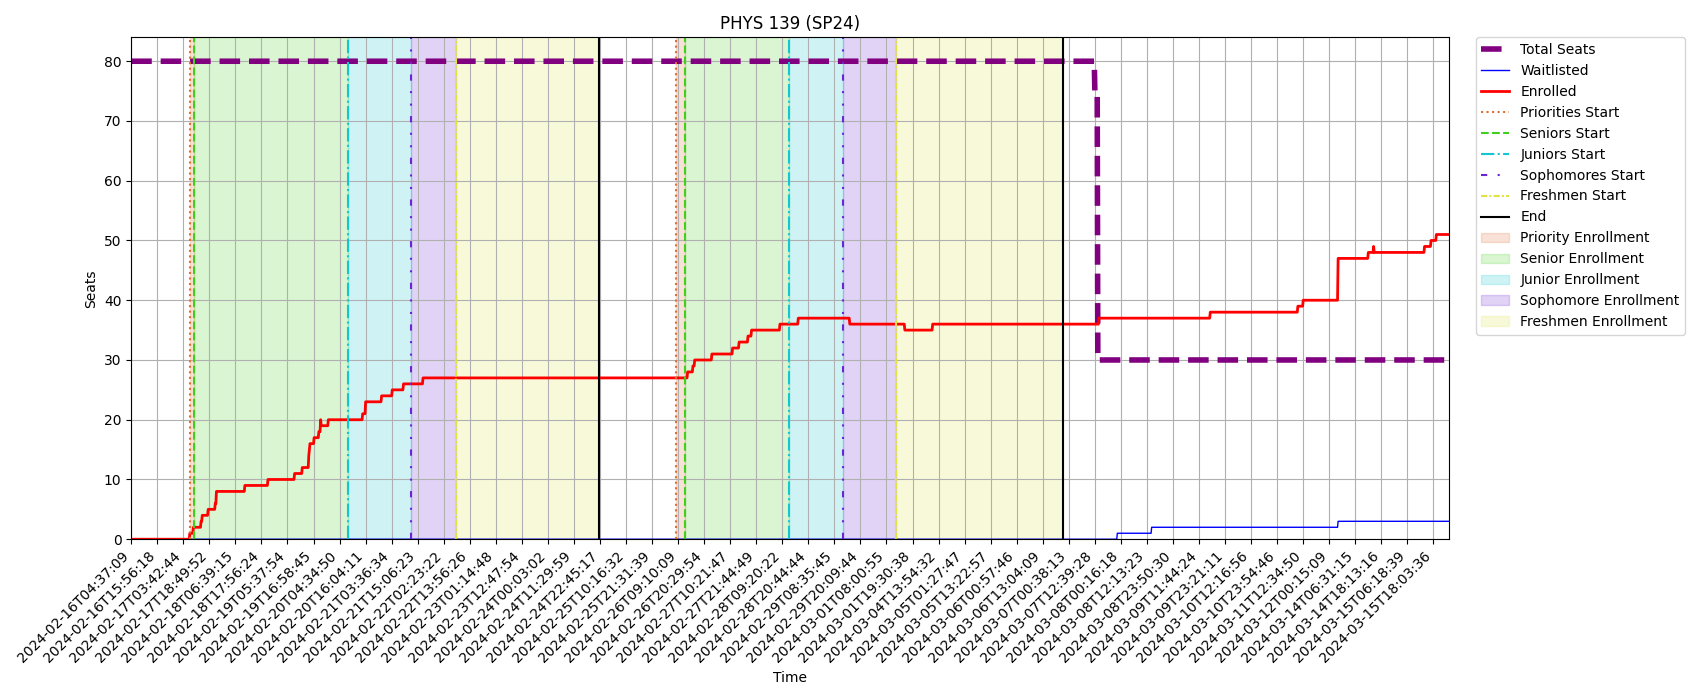 PHYS 139 (SP24)
Seats
80
70
60
50
40
30
20
10
0
2024-02-16T04:37:09
2024-02-16T15:56:18
2024-02-17T03:42:44
2024-02-17T18:49:52
2024-02-18T06:39:15
2024-02-18T17:56:24
2024-02-19T05:37:54
2024-02-19T16:58:45
2024-02-20T04:34:50
2024-02-20T16:04:11
2024-02-21T03:36:34
2024-02-21T15:06:23
2024-02-22T02:23:22
2024-02-22T13:56:26
2024-02-23T01:14:48
2024-02-23T12:47:54
2024-02-24T00:03:02
2024-02-24T11:29:59
2024-02-24T22:45:17
2024-02-25T10:16:32
2024-02-25T21:31:39
2024-02-26T09:10:09
2024-02-26T20:29:54
2024-02-27T10:21:47
2024-02-27T21:44:49
2024-02-28T09:20:22
2024-02-28T20:44:44
2024-02-29T08:35:45
2024-02-29T20:09:44
2024-03-01T08:00:55
2024-03-01T19:30:38
2024-03-04T13:54:32
2024-03-05T01:27:47
2024-03-05T13:22:57
2024-03-06T00:57:46
2024-03-06T13:04:09
2024-03-07T00:38:13
2024-03-07T12:39:28
2024-03-08T00:16:18
2024-03-08T12:13:23
2024-03-08T23:50:30
2024-03-09T11:44:24
2024-03-09T23:21:11
2024-03-10T12:16:56
2024-03-10T23:54:46
2024-03-11T12:34:50
2024-03-12T00:15:09
2024-03-14T06:31:15
2024-03-14T18:13:16
2024-03-15T06:18:39
2024-03-15T18:03:36
Time
Total Seats
Waitlisted
Enrolled
Priorities Start
Seniors Start
Juniors Start
Sophomores Start
Freshmen Start
End
Priority Enrollment
Senior Enrollment
Junior Enrollment
Sophomore Enrollment
Freshmen Enrollment